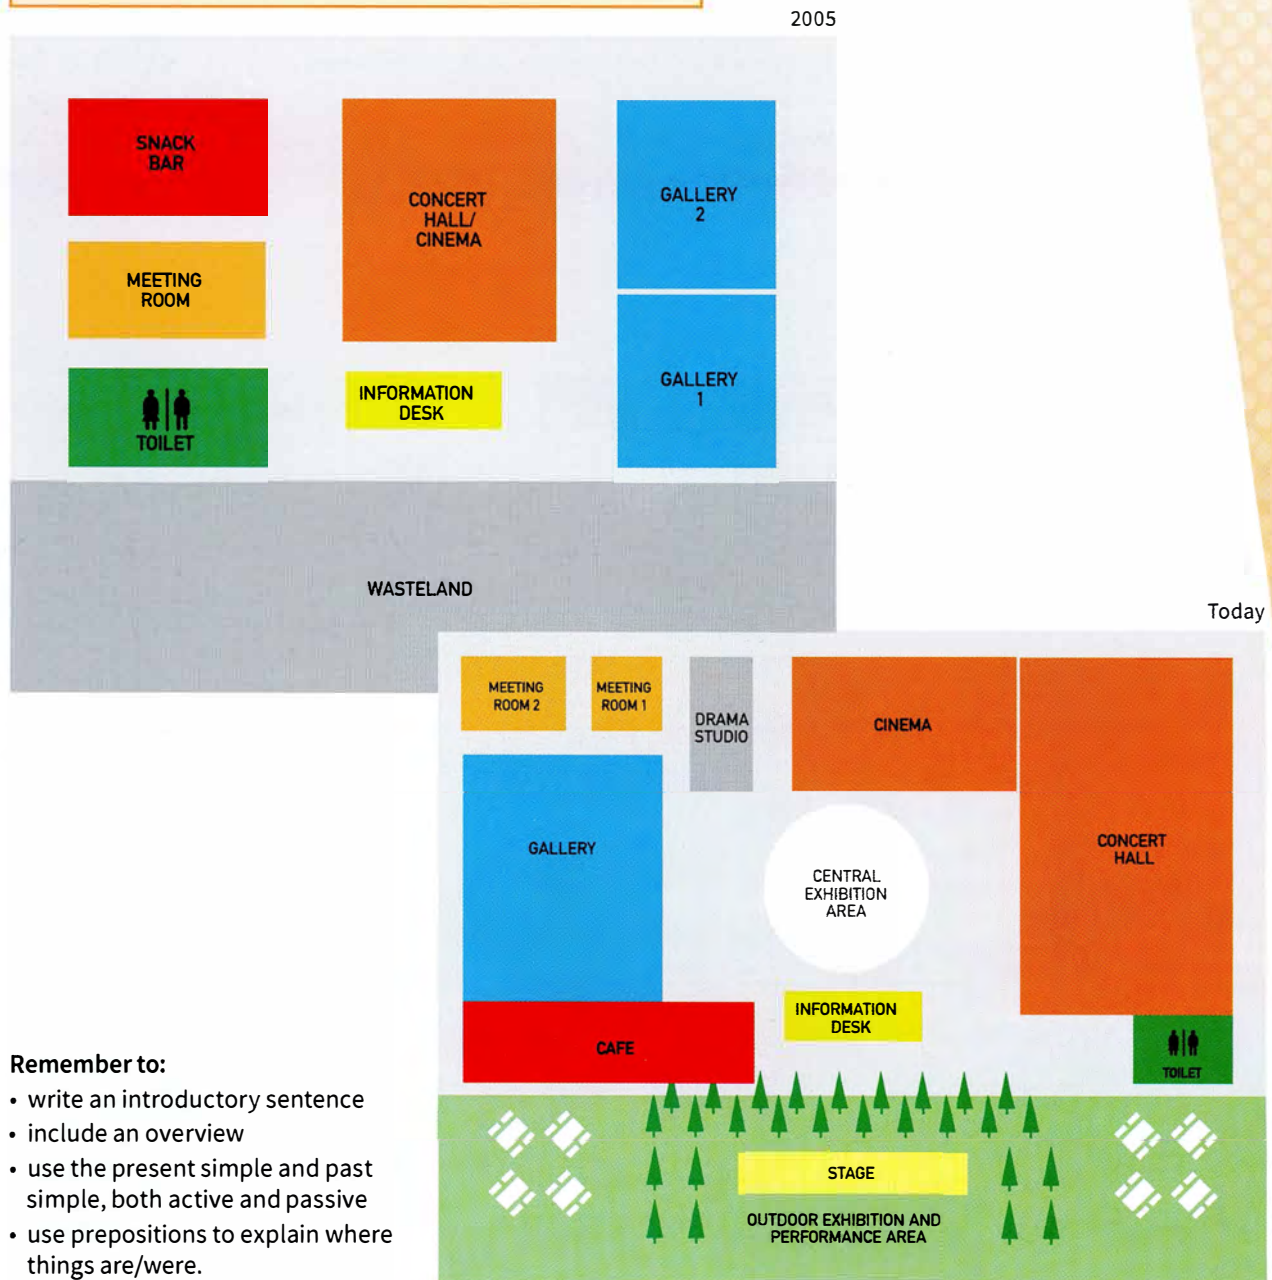 2005
SNACK
BAR
CONCERT
HALL/
CINEMA
GALLERY
2
MEETING
ROOM
GALLERY
1
INFORMATION
DESK
TOILET
WASTELAND
Today
MEETING
ROOM 2
MEETING
ROOM 1
DRAMA
STUDIO
CINEMA
GALLERY
CONCERT
HALL
CENTRAL
EXHIBITION
AREA
INFORMATION
DESK
CAFE
TOILET
STAGE
OUTDOOR EXHIBITION AND
PERFORMANCE AREA
Remember to:
• write an introductory sentence
• include an overview
• use the present simple and past
simple, both active and passive
• use prepositions to explain where
things are/were.